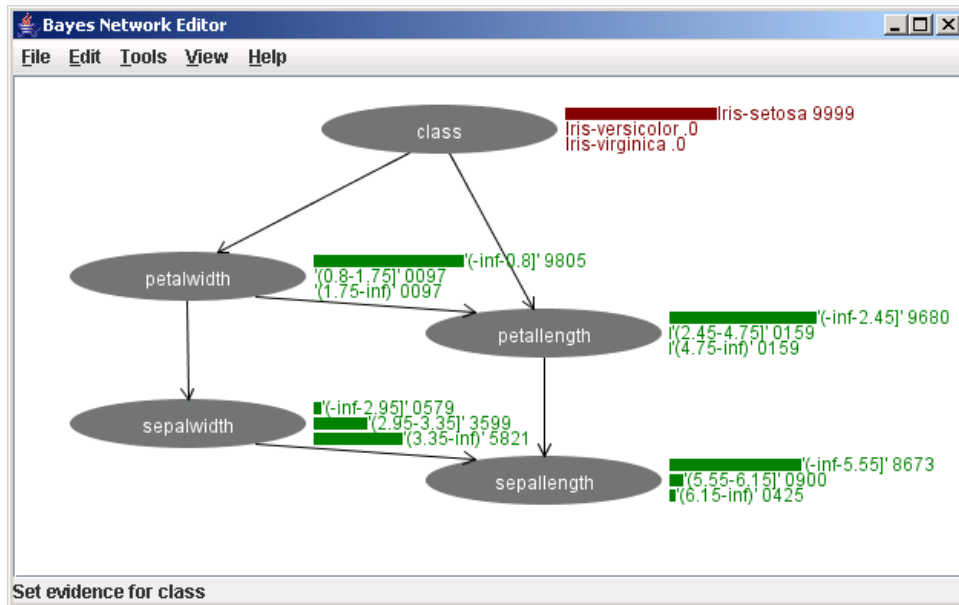 Bayes Network Editor
File Edit Tools View Help
class
Iris-setosa 9999
Iris-versicolor .0
Iris-virginica .0
petalwidth
'(-inf-0.8]' 9805
'(0.8-1.75]' 0097
'(1.75-inf)' 0097
petallength
'(-inf-2.45]' 9680
'(2.45-4.75]' 0159
'(4.75-inf)' 0159
sepalwidth
'(-inf-2.95]' 0579
'(2.95-3.35]' 3599
'(3.35-inf)' 5821
sepallength
'(-inf-5.55]' 8673
'(5.55-6.15]' 0900
'(6.15-inf)' 0425
Set evidence for class